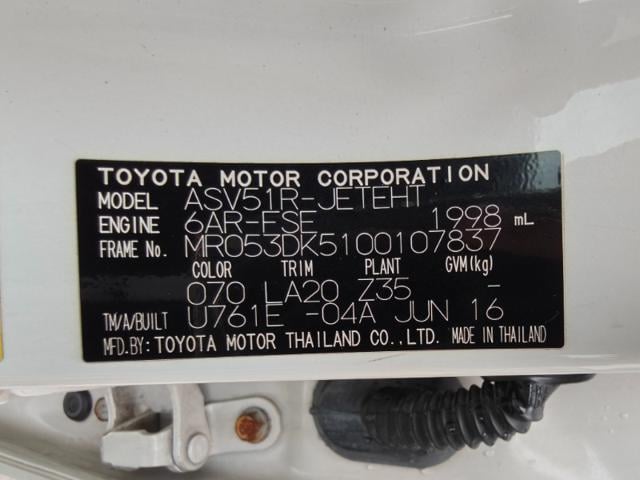 TOYOTA MOTOR CORPORATION
MODEL ASV51R-JETEHT
ENGINE 6AR-FSE 1998 mL
FRAME No. MR053DK5100107837
COLOR TRIM PLANT GVM(kg)
070 LA20 Z35 -
TM/A/BUILT U761E -04A JUN 16
MFD.BY: TOYOTA MOTOR THAILAND CO.,LTD. MADE IN THAILAND